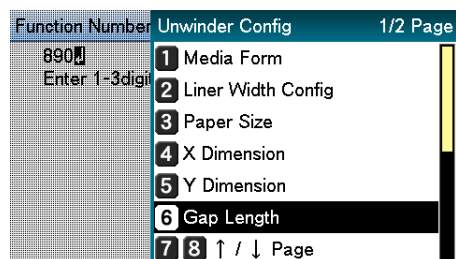 Function Number
890
Enter 1-3digi
Unwinder Config 1/2 Page
1 Media Form
2 Liner Width Config
3 Paper Size
4 X Dimension
5 Y Dimension
6 Gap Length
7 8 ↑ / ↓ Page